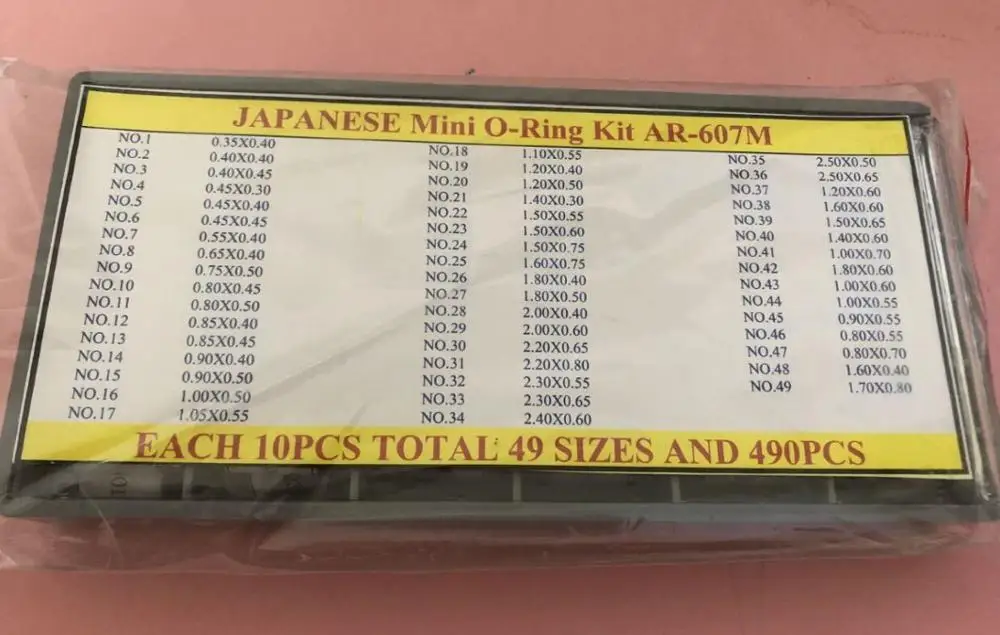 JAPANESE Mini O-Ring Kit AR-607M
NO.1 0.35X0.40
NO.2 0.40X0.40
NO.3 0.40X0.45
NO.4 0.45X0.30
NO.5 0.45X0.40
NO.6 0.45X0.45
NO.7 0.55X0.40
NO.8 0.65X0.40
NO.9 0.75X0.50
NO.10 0.80X0.45
NO.11 0.80X0.50
NO.12 0.85X0.40
NO.13 0.85X0.45
NO.14 0.90X0.40
NO.15 0.90X0.50
NO.16 1.00X0.50
NO.17 1.05X0.55
NO.18 1.10X0.55
NO.19 1.20X0.40
NO.20 1.20X0.50
NO.21 1.40X0.30
NO.22 1.50X0.55
NO.23 1.50X0.60
NO.24 1.50X0.75
NO.25 1.60X0.75
NO.26 1.80X0.40
NO.27 1.80X0.50
NO.28 2.00X0.40
NO.29 2.00X0.60
NO.30 2.20X0.65
NO.31 2.20X0.80
NO.32 2.30X0.55
NO.33 2.30X0.65
NO.34 2.40X0.60
NO.35 2.50X0.50
NO.36 2.50X0.65
NO.37 1.20X0.60
NO.38 1.60X0.60
NO.39 1.50X0.65
NO.40 1.40X0.60
NO.41 1.00X0.70
NO.42 1.80X0.60
NO.43 1.00X0.60
NO.44 1.00X0.55
NO.45 0.90X0.55
NO.46 0.80X0.55
NO.47 0.80X0.70
NO.48 1.60X0.40
NO.49 1.70X0.80
EACH 10PCS TOTAL 49 SIZES AND 490PCS